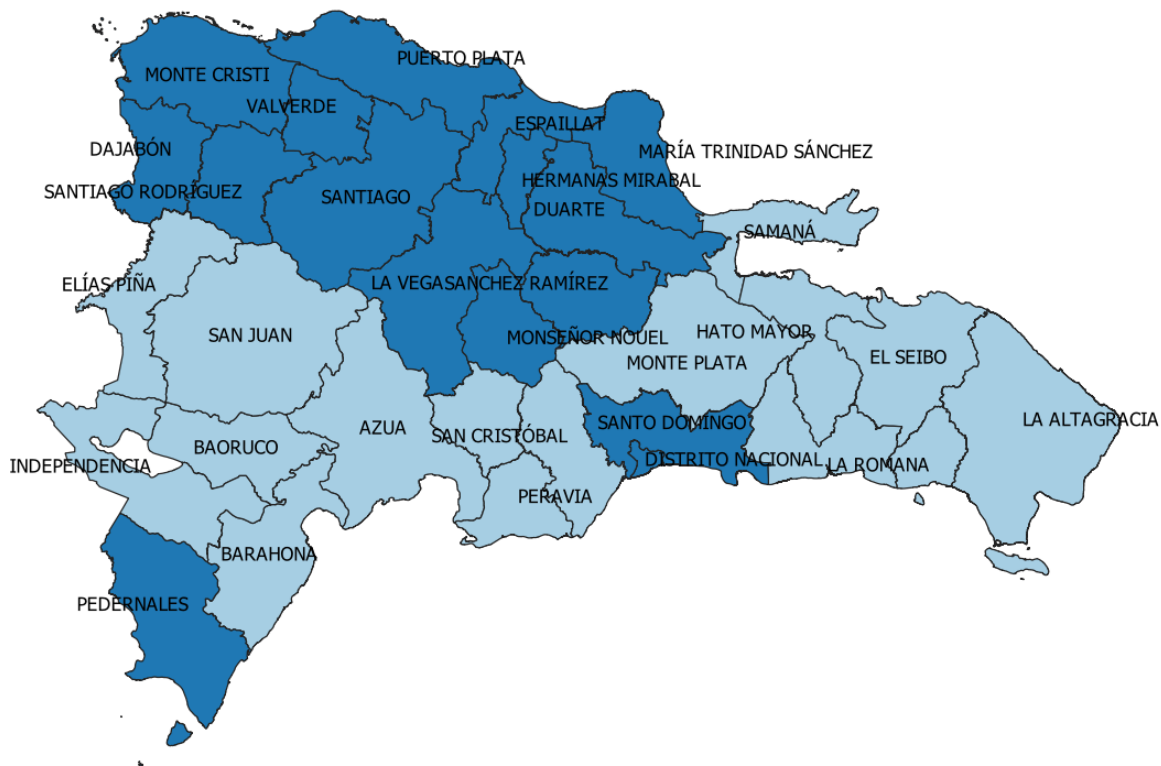 PUERTO PLATA
MONTE CRISTI
VALVERDE
ESPAILLAT
DAJABÓN
MARÍA TRINIDAD SÁNCHEZ
SANTIAGO RODRÍGUEZ
SANTIAGO
HERMANAS MIRABAL
DUARTE
SAMANÁ
ELÍAS PIÑA
LA VEGA
SANCHEZ RAMÍREZ
SAN JUAN
MONSEÑOR NOUEL
HATO MAYOR
MONTE PLATA
EL SEIBO
AZUA
SAN CRISTÓBAL
SANTO DOMINGO
LA ALTAGRACIA
BAORUCO
INDEPENDENCIA
DISTRITO NACIONAL
LA ROMANA
PERAVIA
BARAHONA
PEDERNALES